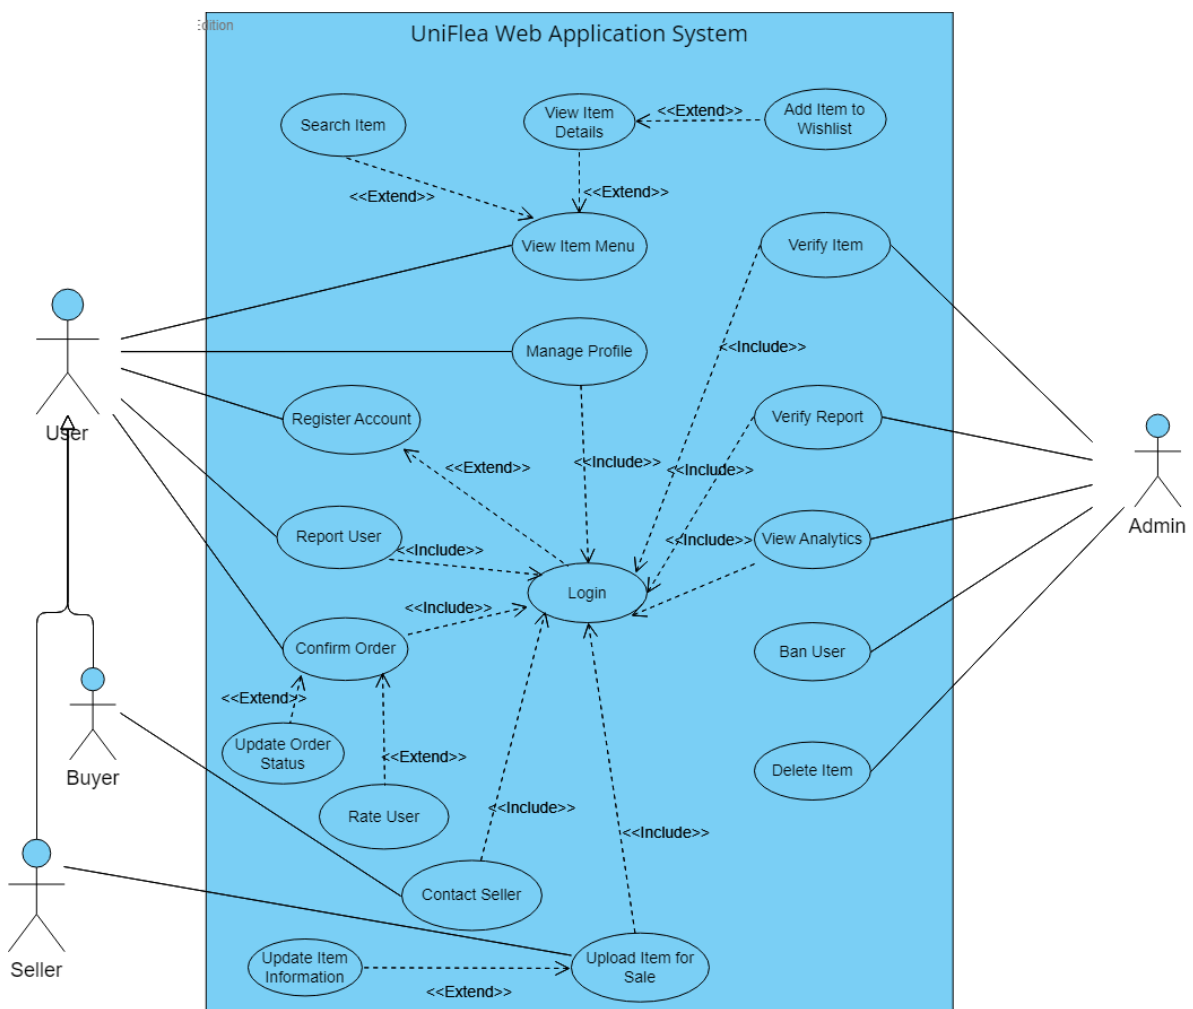 Edition
UniFlea Web Application System
Search Item
View Item
Details
<<Extend>>
Add Item to
Wishlist
<<Extend>>
<<Extend>>
View Item Menu
Verify Item
<<Include>>
Manage Profile
Register Account
Verify Report
User
<<Extend>>
<<Include>>
<<Include>>
Report User
<<Include>>
<<Include>>
View Analytics
Admin
Login
<<Include>>
Confirm Order
Ban User
<<Extend>>
Update Order
Status
<<Extend>>
Buyer
Delete Item
Rate User
<<Include>>
<<Include>>
Contact Seller
Seller
Update Item
Information
Upload Item for
Sale
<<Extend>>